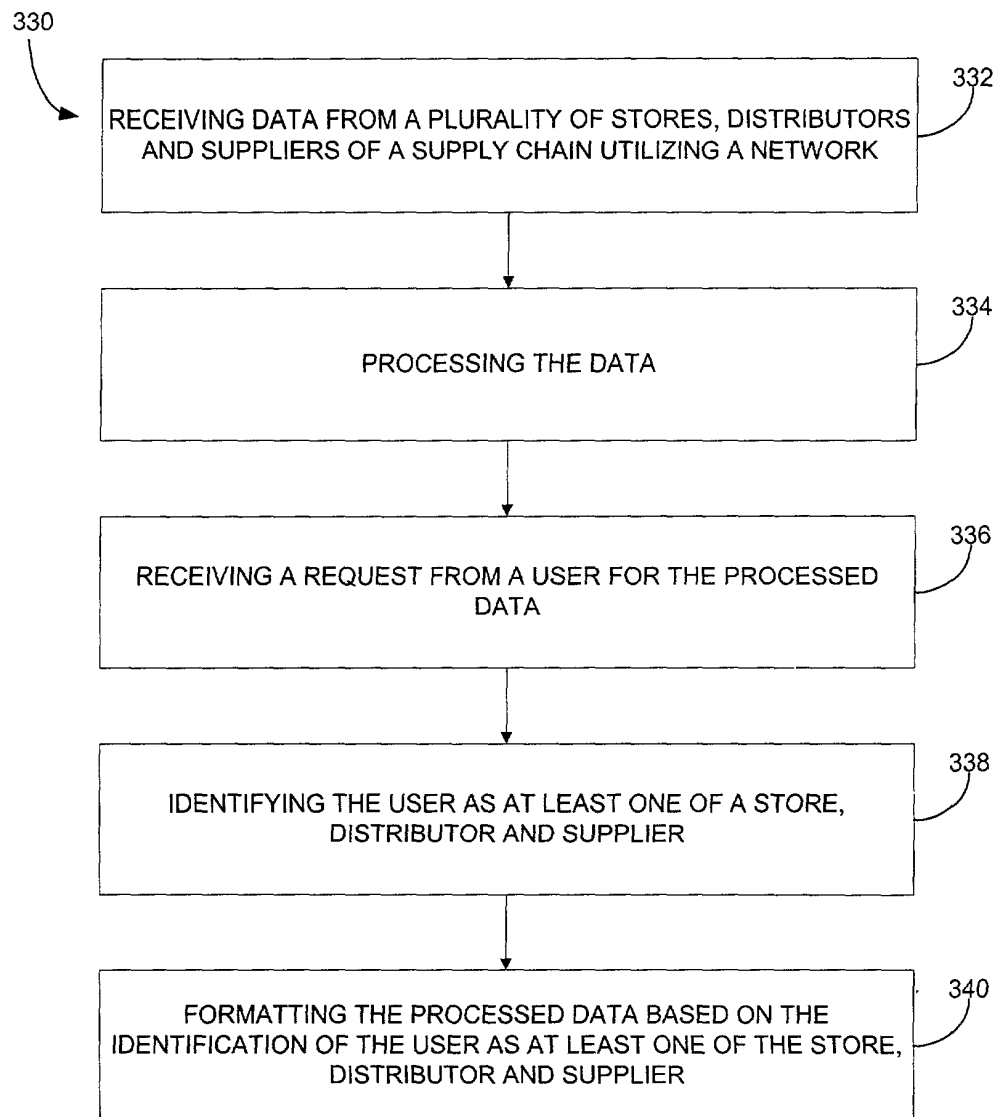 330
332
RECEIVING DATA FROM A PLURALITY OF STORES, DISTRIBUTORS
AND SUPPLIERS OF A SUPPLY CHAIN UTILIZING A NETWORK
334
PROCESSING THE DATA
336
RECEIVING A REQUEST FROM A USER FOR THE PROCESSED
DATA
338
IDENTIFYING THE USER AS AT LEAST ONE OF A STORE,
DISTRIBUTOR AND SUPPLIER
340
FORMATTING THE PROCESSED DATA BASED ON THE
IDENTIFICATION OF THE USER AS AT LEAST ONE OF THE STORE,
DISTRIBUTOR AND SUPPLIER